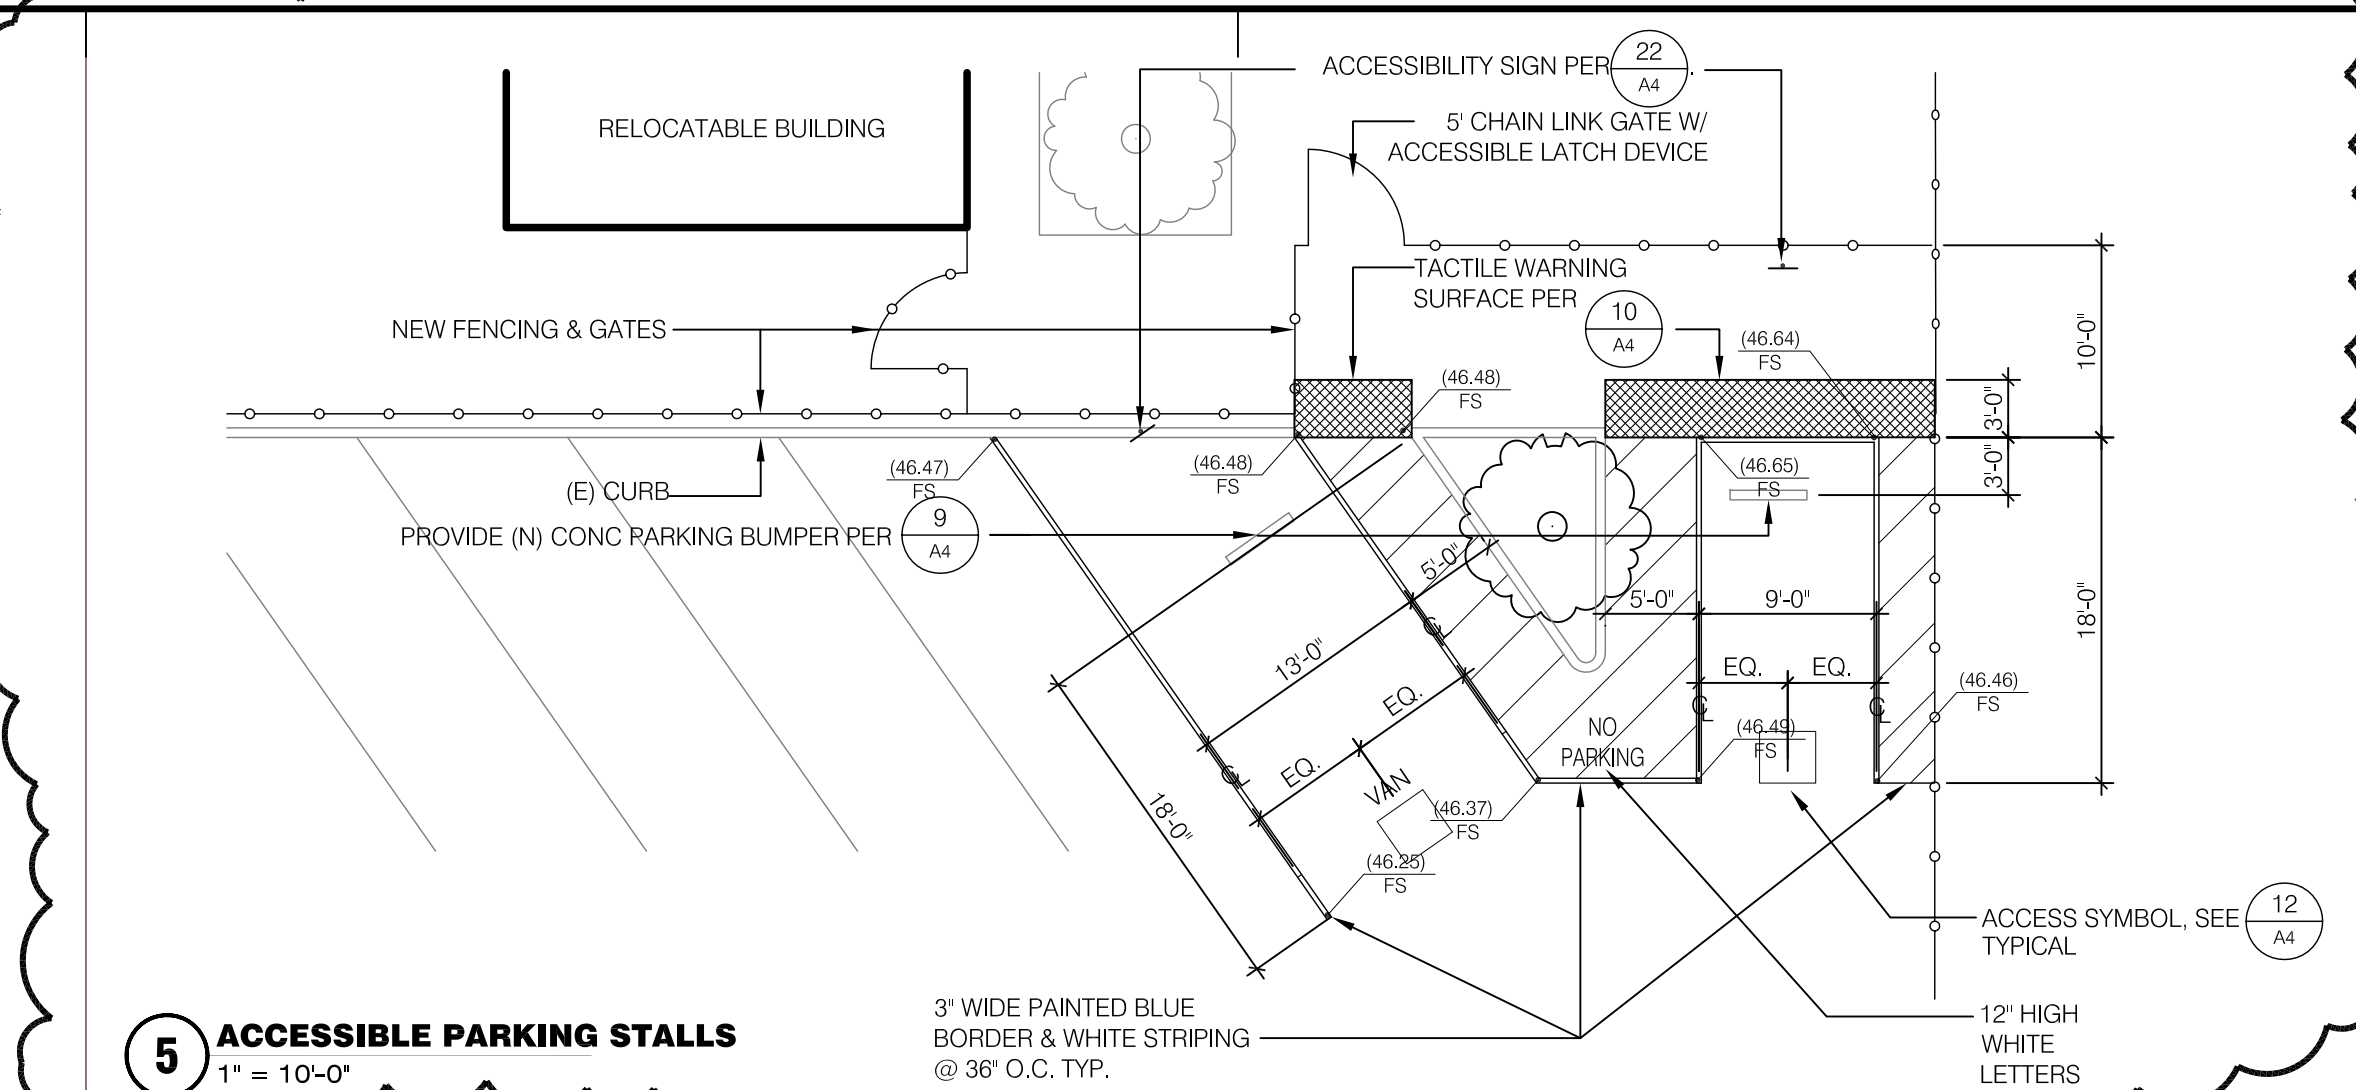 ACCESSIBILITY SIGN PER 22 .
A4
RELOCATABLE BUILDING
5' CHAIN LINK GATE W/
ACCESSIBLE LATCH DEVICE
TACTILE WARNING
SURFACE PER
10
A4
NEW FENCING & GATES
(46.64)
FS
10'-0"
(46.48)
FS
3'-0"
(46.47)
FS
(46.48)
FS
(46.65)
FS
3'-0"
(E) CURB
PROVIDE (N) CONC PARKING BUMPER PER 9
A4
5'-0"
5'-0"
9'-0"
18'-0"
13'-0"
CL
EQ.
EQ.
EQ.
(46.46)
FS
CL
CL
NO
PARKING
(46.49)
FS
EQ.
CL
VAN
18'-0"
(46.37)
FS
(46.25)
FS
ACCESS SYMBOL, SEE 12
A4
TYPICAL
3" WIDE PAINTED BLUE
BORDER & WHITE STRIPING
@ 36" O.C. TYP.
12" HIGH
WHITE
LETTERS
5 ACCESSIBLE PARKING STALLS
1" = 10'-0"